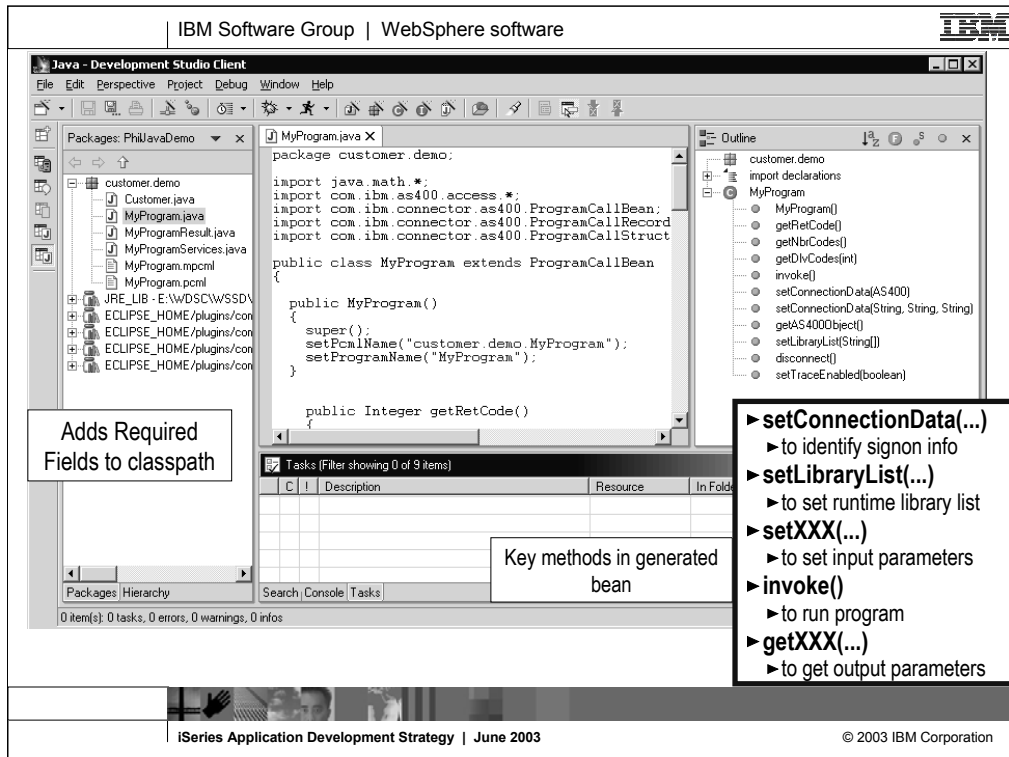 IBM Software Group | WebSphere software
IBM
Java - Development Studio Client
File Edit Perspective Project Debug Window Help
Packages: PhilJavaDemo
customer.demo
Customer.java
MyProgram.java
MyProgramResult.java
MyProgramServices.java
MyProgram.mpcml
MyProgram.pcml
JRE_LIB - E:\WDSC\WSSD\
ECLIPSE_HOME/plugins/con
ECLIPSE_HOME/plugins/con
ECLIPSE_HOME/plugins/con
ECLIPSE_HOME/plugins/con
Packages Hierarchy
MyProgram.java
package customer.demo;
import java.math.*;
import com.ibm.as400.access.*;
import com.ibm.connector.as400.ProgramCallBean;
import com.ibm.connector.as400.ProgramCallRecord
import com.ibm.connector.as400.ProgramCallStruct
public class MyProgram extends ProgramCallBean
{
public MyProgram()
{
super();
setPcmlName("customer.demo.MyProgram");
setProgramName("MyProgram");
}
public Integer getRetCode()
{
Outline
customer.demo
import declarations
MyProgram
MyProgram()
getRetCode()
getNbrCodes()
getDlvCodes(int)
invoke()
setConnectionData(AS400)
setConnectionData(String, String, String)
getAS400Object()
setLibraryList(String[])
disconnect()
setTraceEnabled(boolean)
Tasks (Filter showing 0 of 9 items)
C ! Description Resource In Folde
Search Console Tasks
0 item(s): 0 tasks, 0 errors, 0 warnings, 0 infos
Adds Required
Fields to classpath
Key methods in generated
bean
►setConnectionData(...)
►to identify signon info
►setLibraryList(...)
►to set runtime library list
►setXXX(...)
►to set input parameters
►invoke()
►to run program
►getXXX(...)
►to get output parameters
iSeries Application Development Strategy | June 2003
© 2003 IBM Corporation